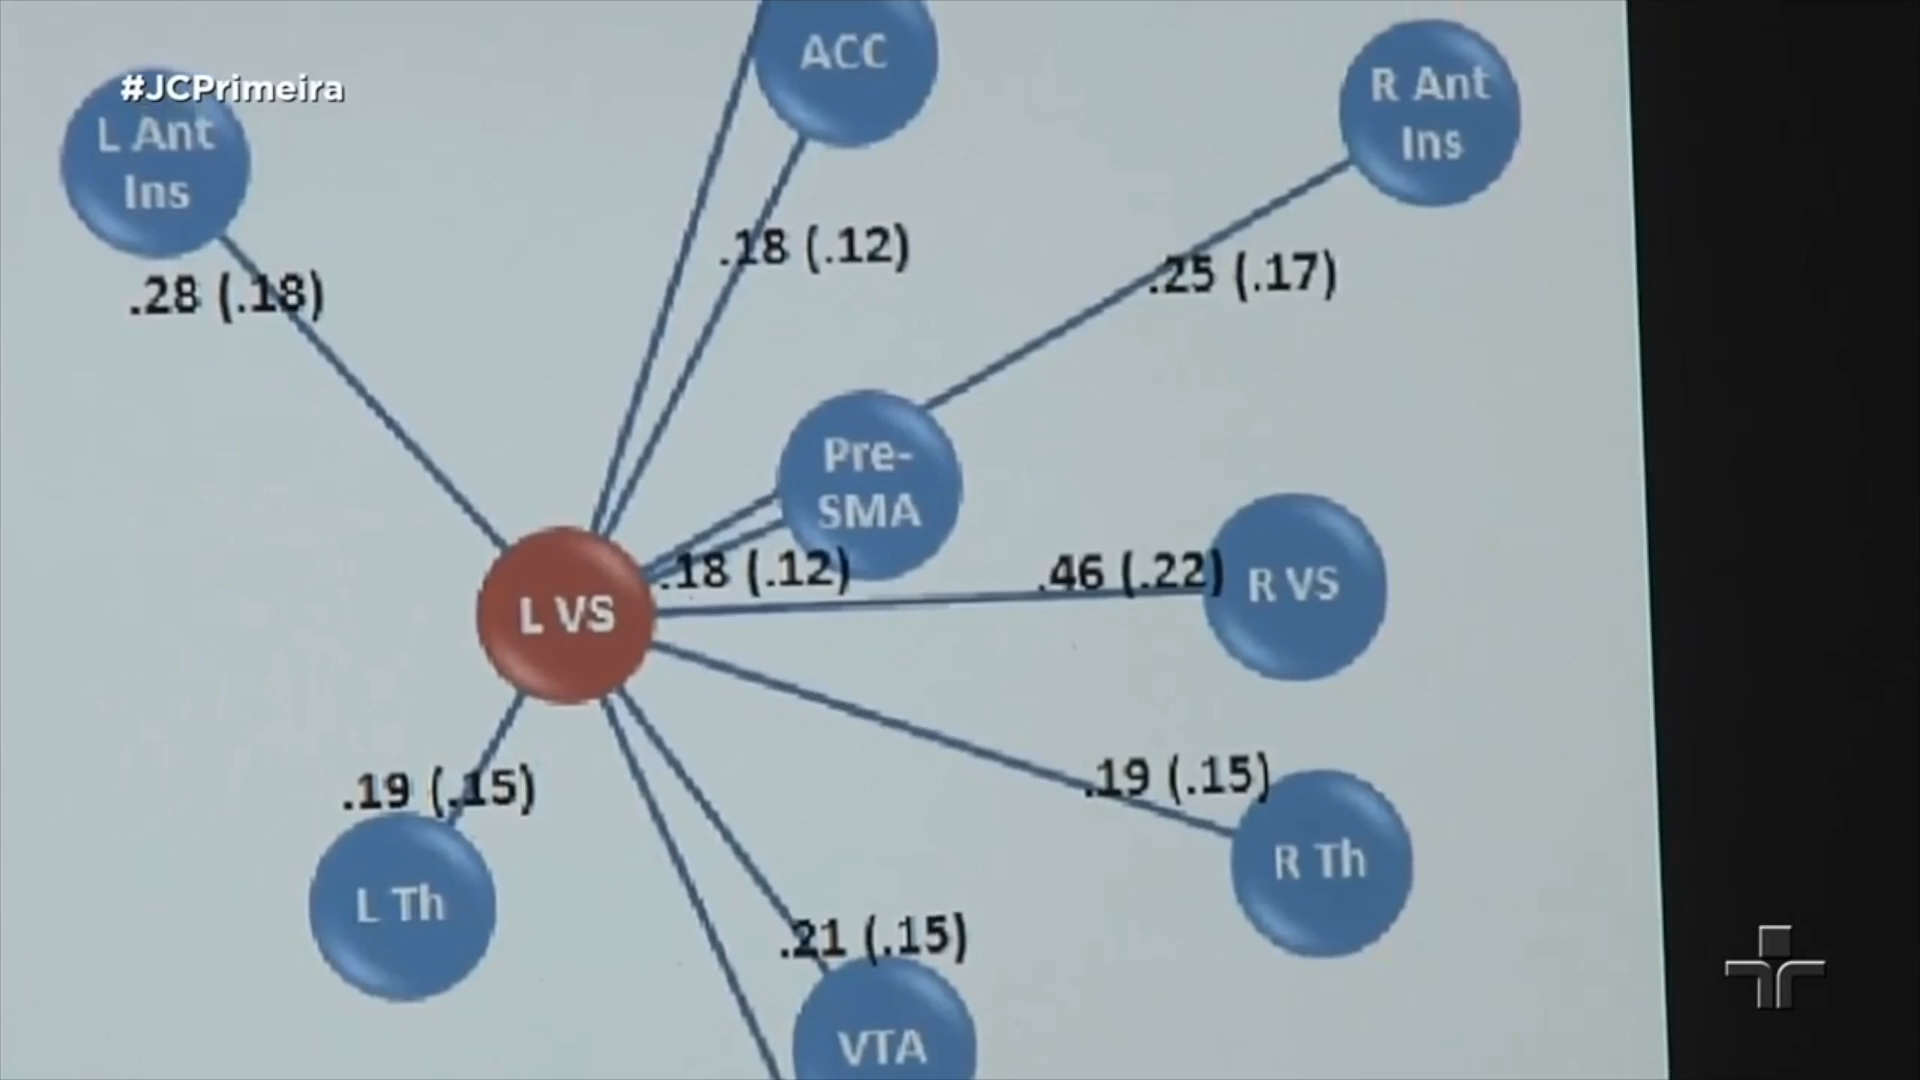 #JCPrimeira
ACC
R Ant
Ins
L Ant
Ins
.18 (.12)
.25 (.17)
.28 (.18)
Pre-
SMA
.18 (.12)
.46 (.22)
R VS
L VS
.19 (.15)
.19 (.15)
R Th
L Th
.21 (.15)
VTA